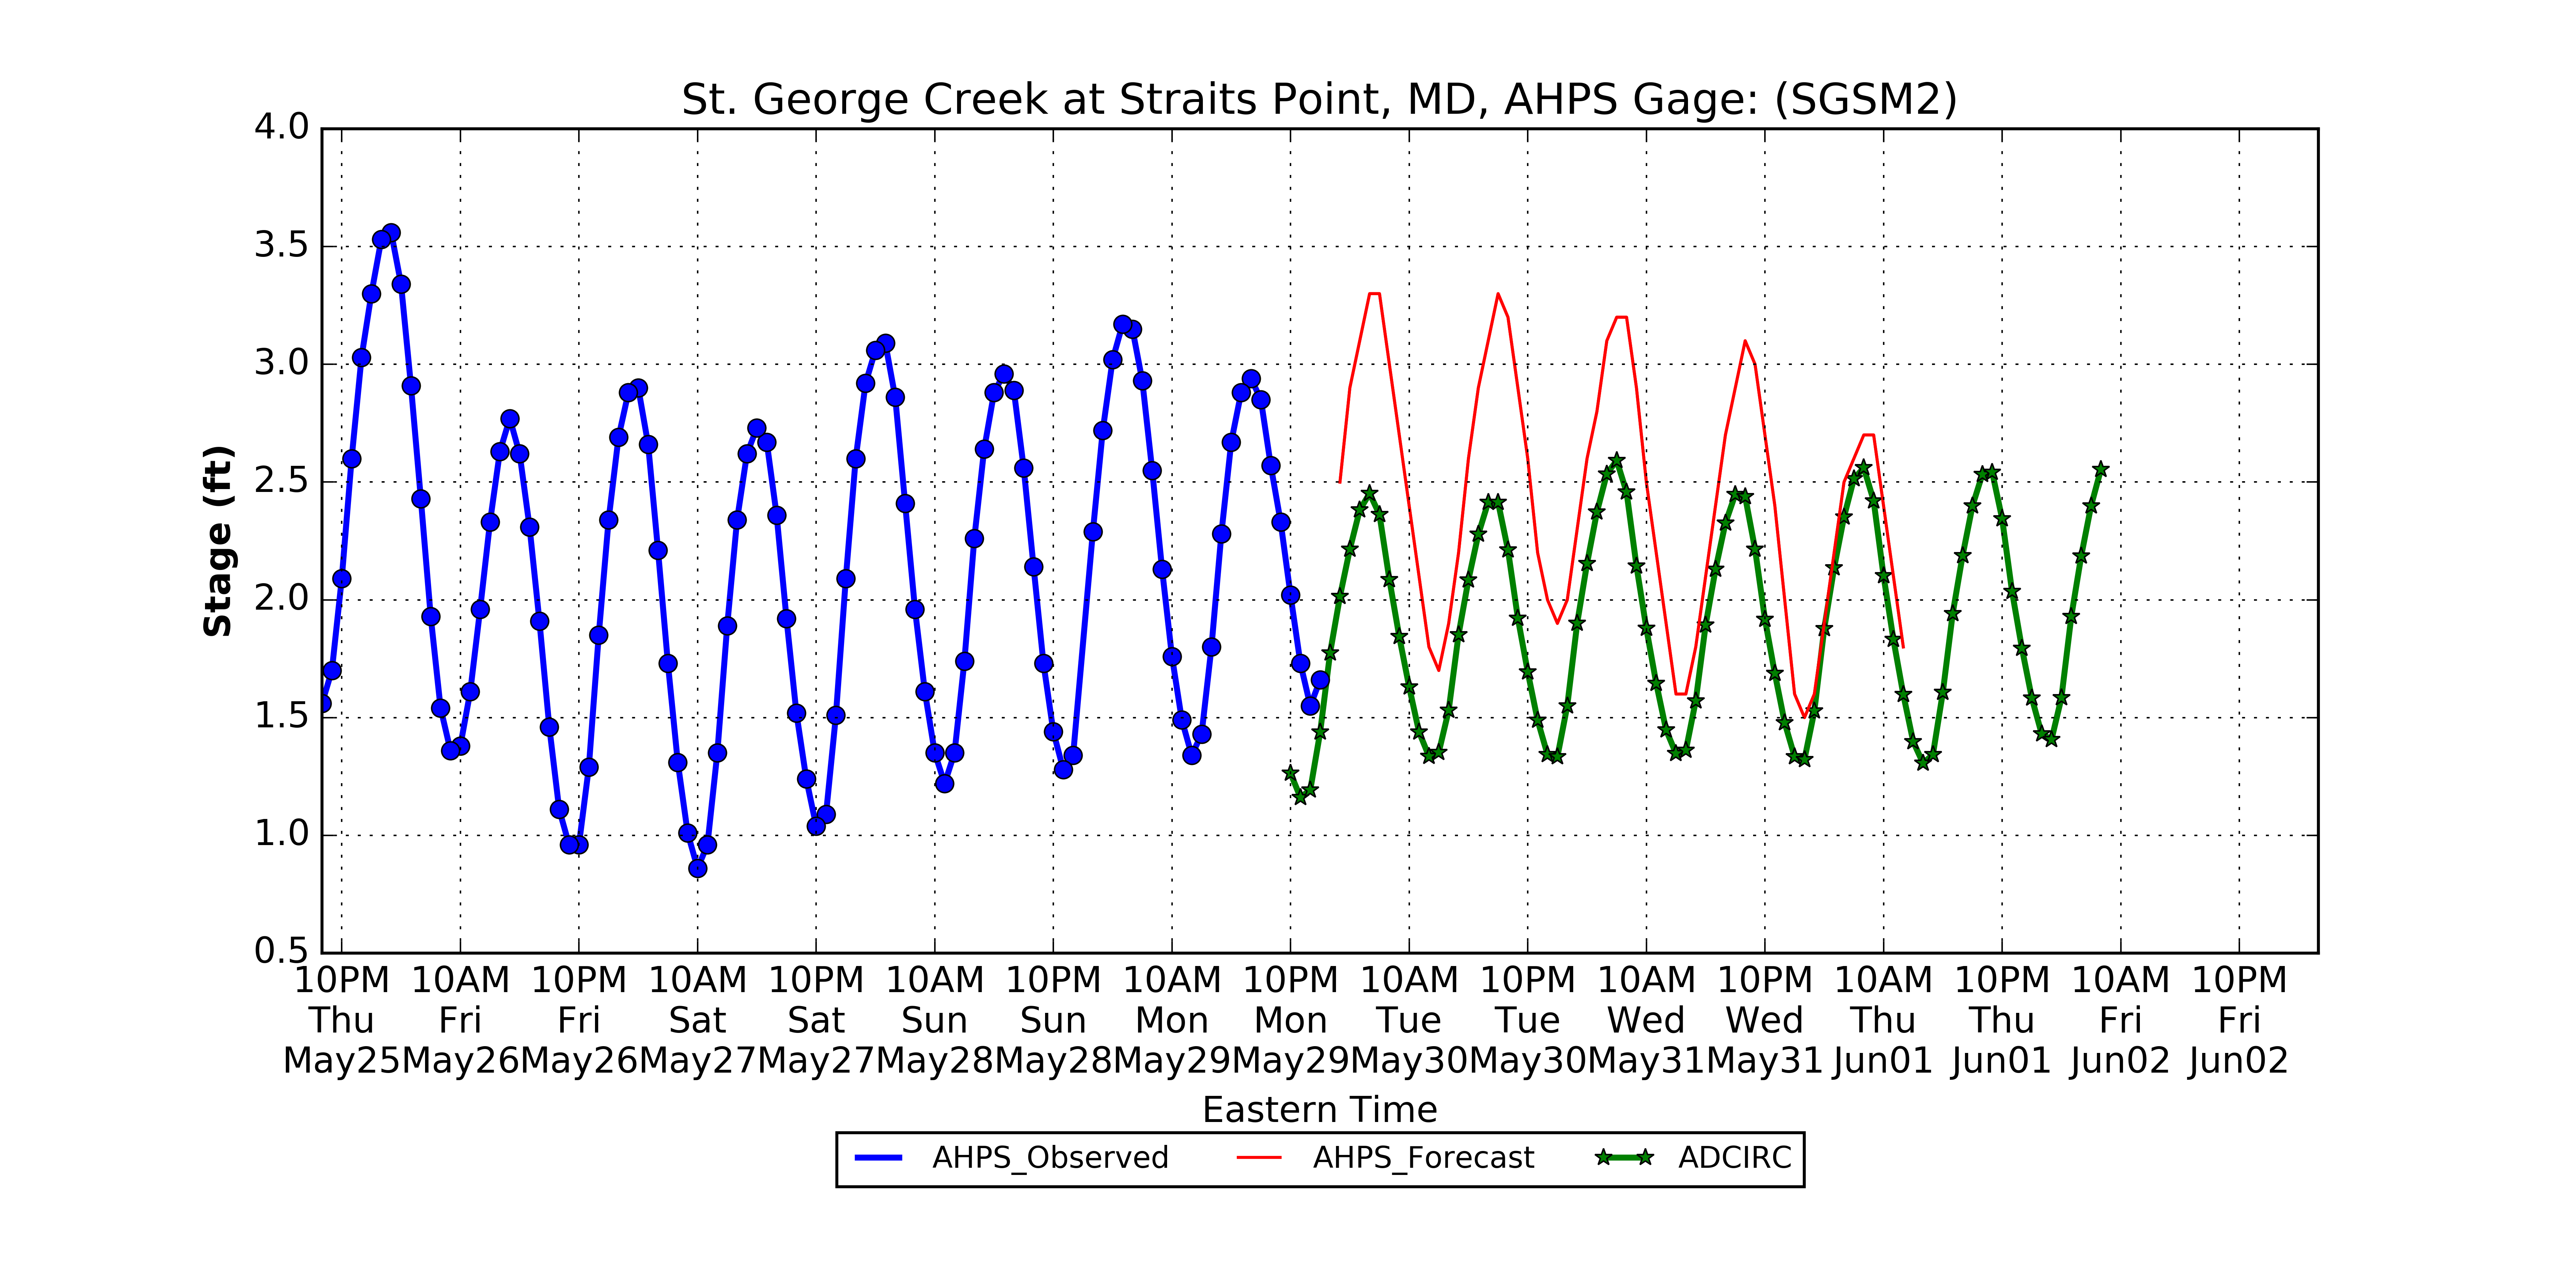 St. George Creek at Straits Point, MD, AHPS Gage: (SGSM2)
4.0
3.5
3.0
2.5
2.0
1.5
1.0
0.5
Stage (ft)
10PM 10AM 10PM 10AM 10PM 10AM 10PM 10AM 10PM 10AM 10PM 10AM 10PM 10AM 10PM 10AM 10PM
Thu Fri Fri Sat Sat Sun Sun Mon Mon Tue Tue Wed Wed Thu Thu Fri Fri
May25 May26 May26 May27 May27 May28 May28 May29 May29 May30 May30 May31 May31 Jun01 Jun01 Jun02 Jun02
Eastern Time
AHPS_Observed AHPS_Forecast ADCIRC